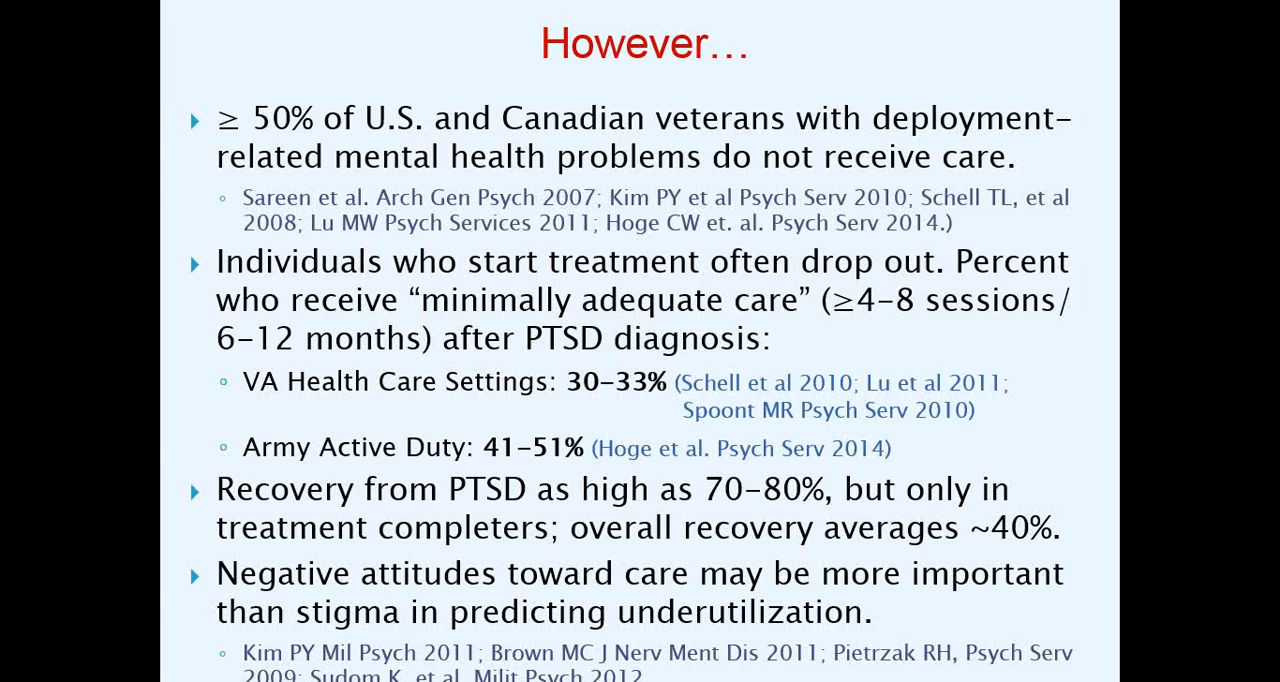 However…
≥ 50% of U.S. and Canadian veterans with deployment-
related mental health problems do not receive care.
Sareen et al. Arch Gen Psych 2007; Kim PY et al Psych Serv 2010; Schell TL, et al
2008; Lu MW Psych Services 2011; Hoge CW et. al. Psych Serv 2014.)
Individuals who start treatment often drop out. Percent
who receive “minimally adequate care” (≥4-8 sessions/
6-12 months) after PTSD diagnosis:
VA Health Care Settings: 30-33% (Schell et al 2010; Lu et al 2011;
Spoont MR Psych Serv 2010)
Army Active Duty: 41-51% (Hoge et al. Psych Serv 2014)
Recovery from PTSD as high as 70-80%, but only in
treatment completers; overall recovery averages ~40%.
Negative attitudes toward care may be more important
than stigma in predicting underutilization.
Kim PY Mil Psych 2011; Brown MC J Nerv Ment Dis 2011; Pietrzak RH, Psych Serv
2009; Sudom K, et al. Milit Psych 2012